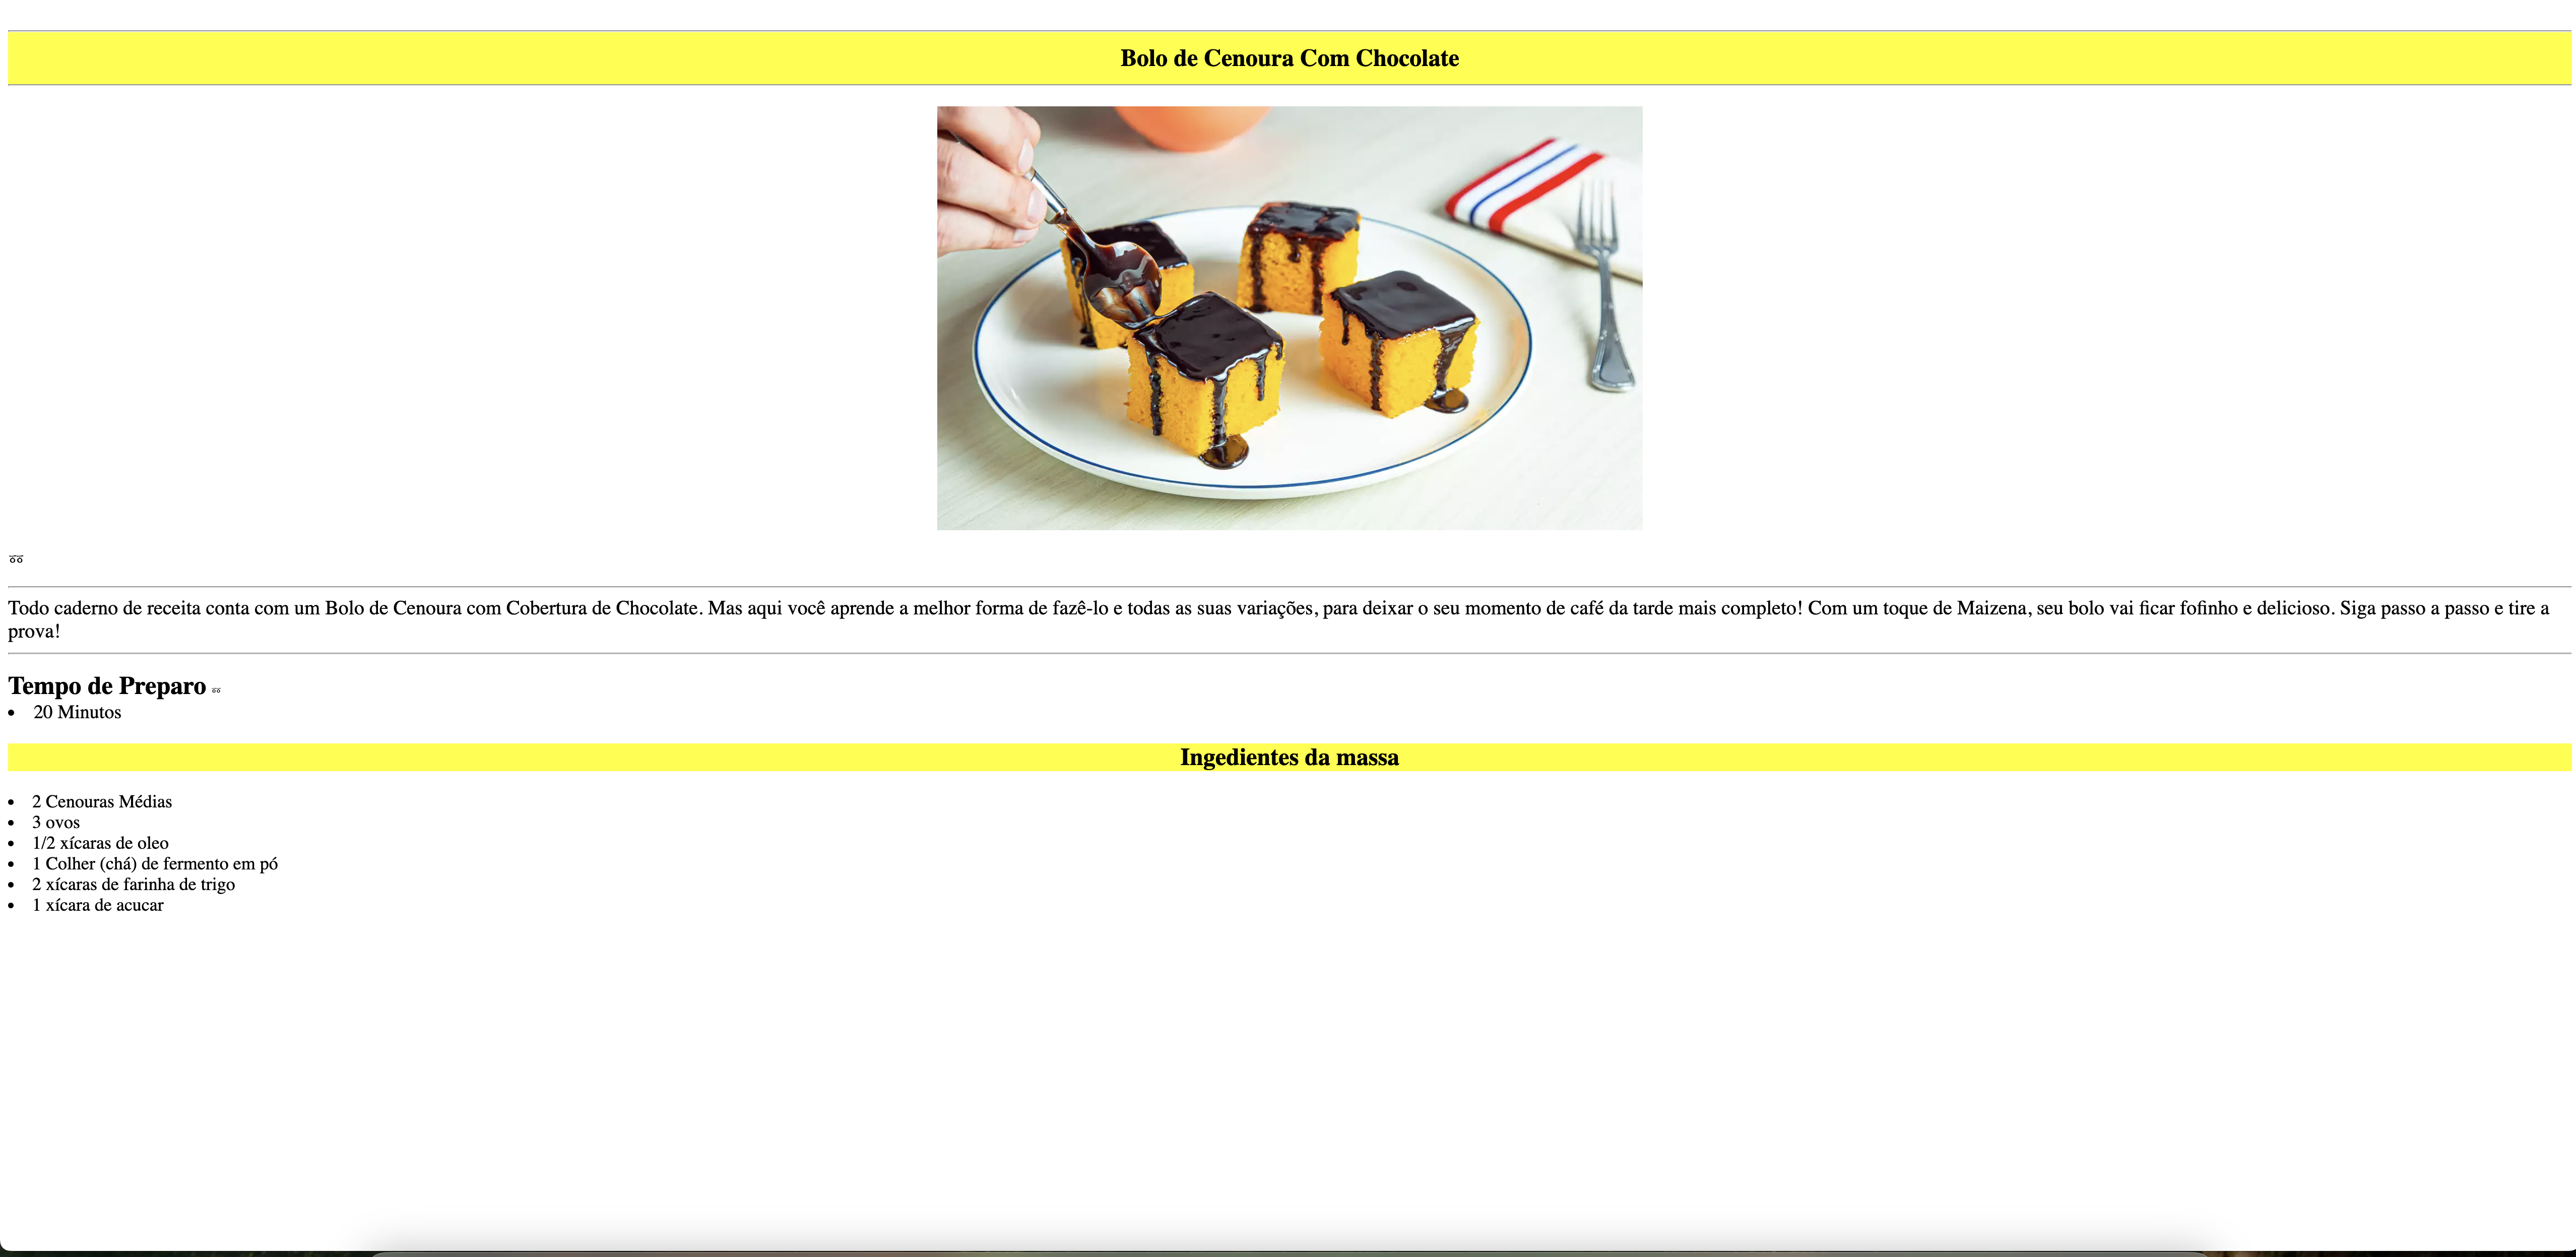 Bolo de Cenoura Com Chocolate
Todo caderno de receita conta com um Bolo de Cenoura com Cobertura de Chocolate. Mas aqui você aprende a melhor forma de fazê-lo e todas as suas variações, para deixar o seu momento de café da tarde mais completo! Com um toque de Maizena, seu bolo vai ficar fofinho e delicioso. Siga passo a passo e tire a
prova!
Tempo de Preparo
• 20 Minutos
Ingedientes da massa
• 2 Cenouras Médias
• 3 ovos
• 1/2 xícaras de oleo
• 1 Colher (chá) de fermento em pó
• 2 xícaras de farinha de trigo
• 1 xícara de acucar